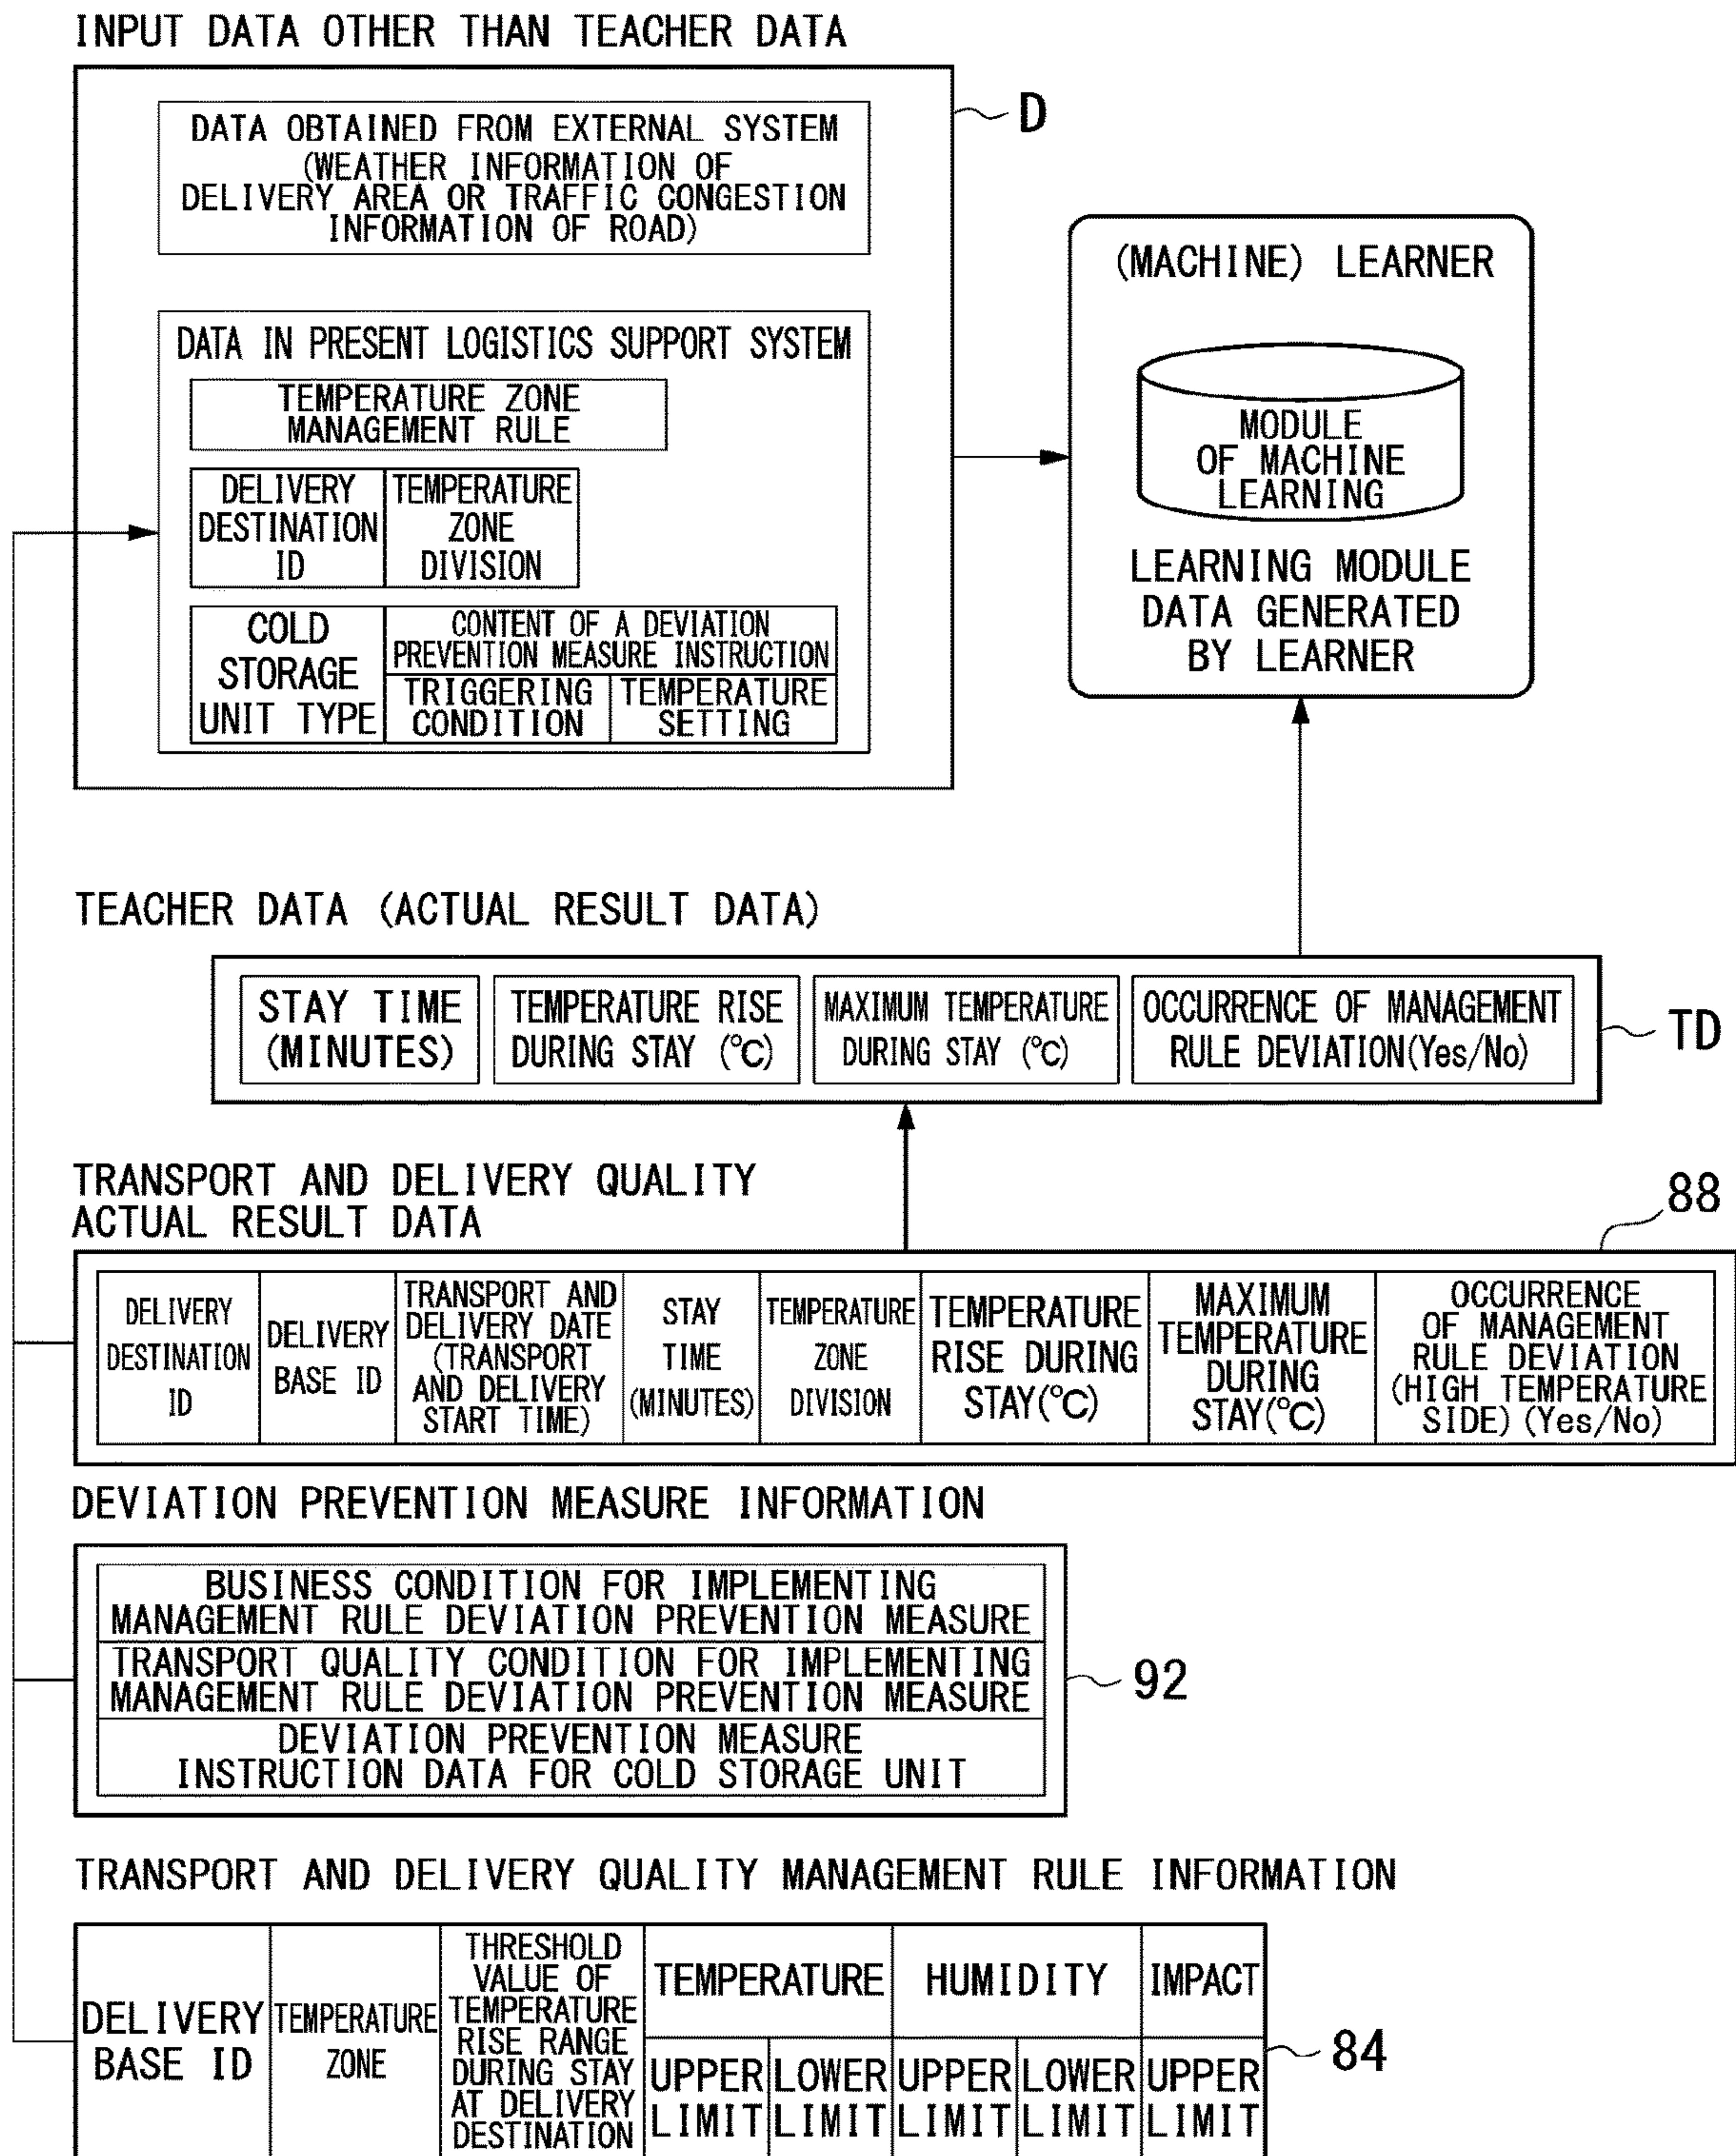 INPUT DATA OTHER THAN TEACHER DATA
D
DATA OBTAINED FROM EXTERNAL SYSTEM
(WEATHER INFORMATION OF
DELIVERY AREA OR TRAFFIC CONGESTION
INFORMATION OF ROAD)
DATA IN PRESENT LOGISTICS SUPPORT SYSTEM
TEMPERATURE ZONE
MANAGEMENT RULE
DELIVERY
DESTINATION
ID
TEMPERATURE
ZONE
DIVISION
COLD
STORAGE
UNIT TYPE
CONTENT OF A DEVIATION
PREVENTION MEASURE INSTRUCTION
TRIGGERING
CONDITION
TEMPERATURE
SETTING
(MACHINE) LEARNER
MODULE
OF MACHINE
LEARNING
LEARNING MODULE
DATA GENERATED
BY LEARNER
TEACHER DATA (ACTUAL RESULT DATA)
STAY TIME
(MINUTES)
TEMPERATURE RISE
DURING STAY (°C)
MAXIMUM TEMPERATURE
DURING STAY (°C)
OCCURRENCE OF MANAGEMENT
RULE DEVIATION(Yes/No)
TD
TRANSPORT AND DELIVERY QUALITY
ACTUAL RESULT DATA
88
DELIVERY
DESTINATION
ID
DELIVERY
BASE ID
TRANSPORT AND
DELIVERY DATE
(TRANSPORT
AND DELIVERY
START TIME)
STAY
TIME
(MINUTES)
TEMPERATURE
ZONE
DIVISION
TEMPERATURE
RISE DURING
STAY(°C)
MAXIMUM
TEMPERATURE
DURING
STAY(°C)
OCCURRENCE
OF MANAGEMENT
RULE DEVIATION
(HIGH TEMPERATURE
SIDE) (Yes/No)
DEVIATION PREVENTION MEASURE INFORMATION
BUSINESS CONDITION FOR IMPLEMENTING
MANAGEMENT RULE DEVIATION PREVENTION MEASURE
TRANSPORT QUALITY CONDITION FOR IMPLEMENTING
MANAGEMENT RULE DEVIATION PREVENTION MEASURE
DEVIATION PREVENTION MEASURE
INSTRUCTION DATA FOR COLD STORAGE UNIT
92
TRANSPORT AND DELIVERY QUALITY MANAGEMENT RULE INFORMATION
DELIVERY
BASE ID
TEMPERATURE
ZONE
THRESHOLD
VALUE OF
TEMPERATURE
RISE RANGE
DURING STAY
AT DELIVERY
DESTINATION
TEMPERATURE
HUMIDITY
IMPACT
UPPER
LIMIT
LOWER
LIMIT
UPPER
LIMIT
LOWER
LIMIT
UPPER
LIMIT
84